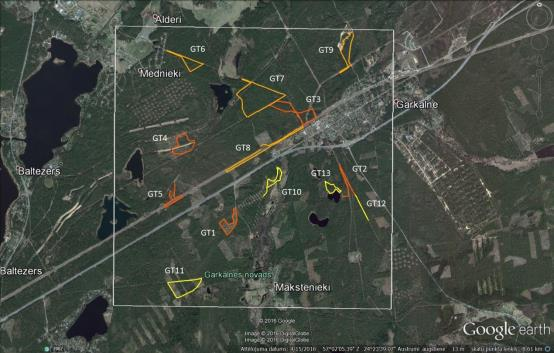 Alderi
GT6
GT9
Mednieki
GT7
GT3
Garkalne
GT4
GT8
Baltezers
GT2
GT13
GT5
GT10
GT12
GT1
GT11
Garkalnes novads
Baltezers
Makstenieki
© 2016 Google
Image © 2016 DigitalGlobe
Image © 2016 DigitalGlobe
Google earth